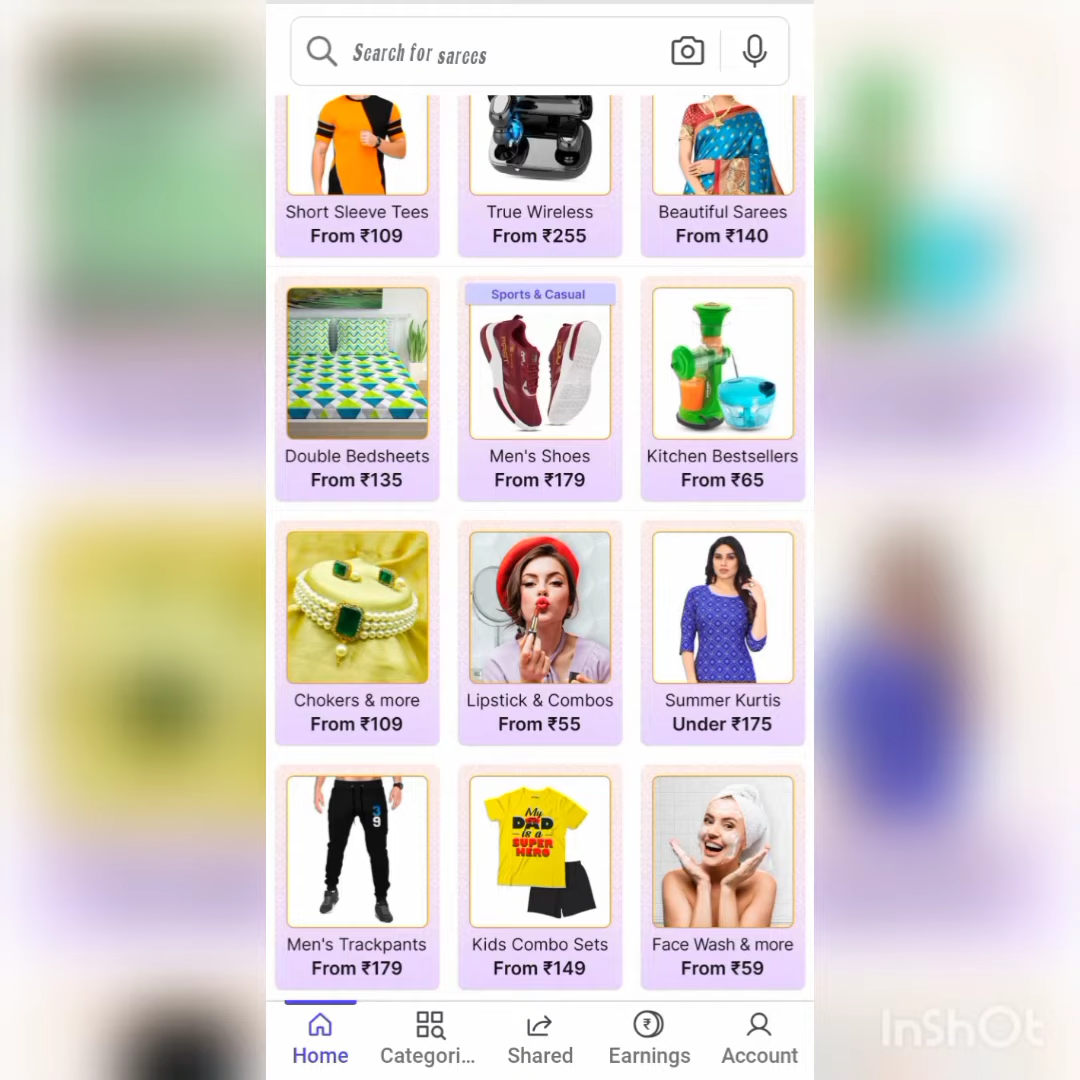 Search for sarees
Short Sleeve Tees
From ₹109
True Wireless
From ₹255
Beautiful Sarees
From ₹140
Double Bedsheets
From ₹135
Sports & Casual
Men's Shoes
From ₹179
Kitchen Bestsellers
From ₹65
Chokers & more
From ₹109
Lipstick & Combos
From ₹55
Summer Kurtis
Under ₹175
39
Men's Trackpants
From ₹179
My
DAD
is a
SUPER
HERO
Kids Combo Sets
From ₹149
Face Wash & more
From ₹59
Home
Categori...
Shared
₹
Earnings
Account
InShOt